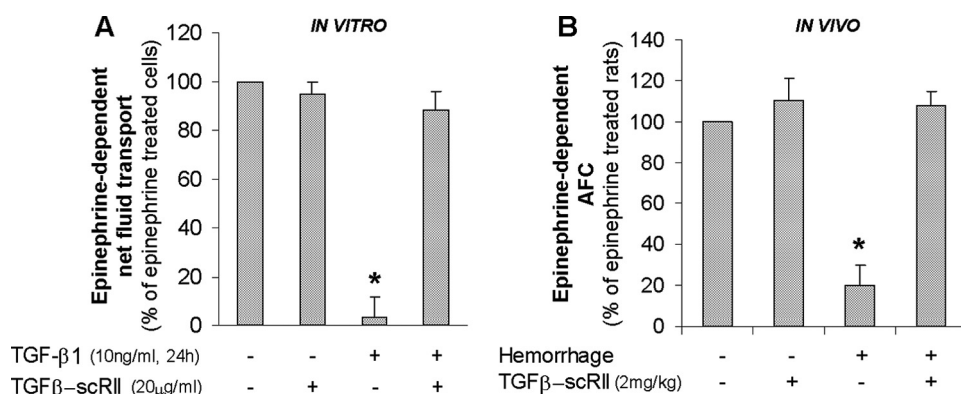 A
IN VITRO
Epinephrine-dependent
net fluid transport
(% of epinephrine treated cells)
120
100
80
60
40
20
0
*
TGF-β1 (10ng/ml, 24h) - - + +
TGFβ–scRII (20µg/ml) - + - +
B
IN VIVO
Epinephrine-dependent
AFC
(% of epinephrine treated rats)
140
120
100
80
60
40
20
0
*
Hemorrhage - - + +
TGFβ–scRII (2mg/kg) - + - +